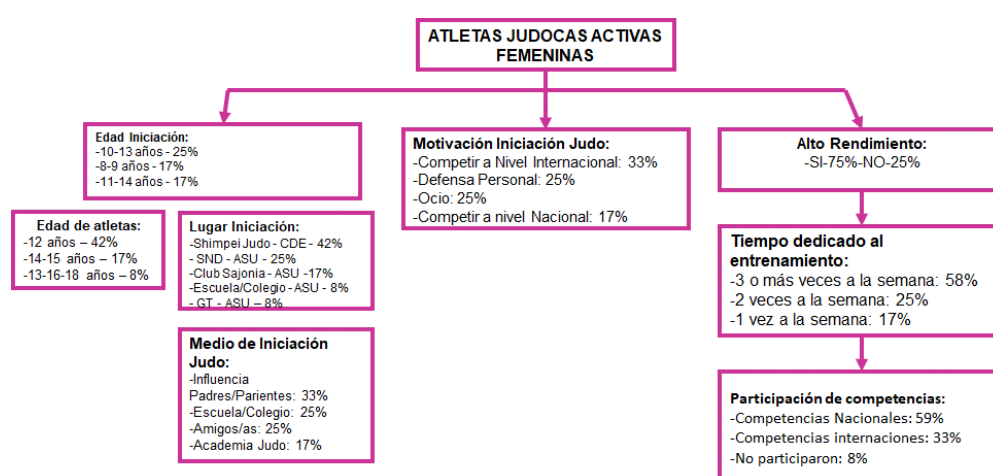 ATLETAS JUDOCAS ACTIVAS
FEMENINAS
Edad Iniciación:
-10-13 años - 25%
-8-9 años - 17%
-11-14 años - 17%
Motivación Iniciación Judo:
-Competir a Nivel Internacional: 33%
-Defensa Personal: 25%
-Ocio: 25%
-Competir a nivel Nacional: 17%
Alto Rendimiento:
-SI-75%-NO-25%
Edad de atletas:
-12 años – 42%
-14-15 años – 17%
-13-16-18 años – 8%
Lugar Iniciación:
-Shimpei Judo - CDE - 42%
- SND - ASU - 25%
-Club Sajonia - ASU -17%
-Escuela/Colegio - ASU - 8%
- GT - ASU – 8%
Tiempo dedicado al
entrenamiento:
-3 o más veces a la semana: 58%
-2 veces a la semana: 25%
-1 vez a la semana: 17%
Medio de Iniciación
Judo:
-Influencia
Padres/Parientes: 33%
-Escuela/Colegio: 25%
-Amigos/as: 25%
-Academia Judo: 17%
Participación de competencias:
-Competencias Nacionales: 59%
-Competencias internaciones: 33%
-No participaron: 8%